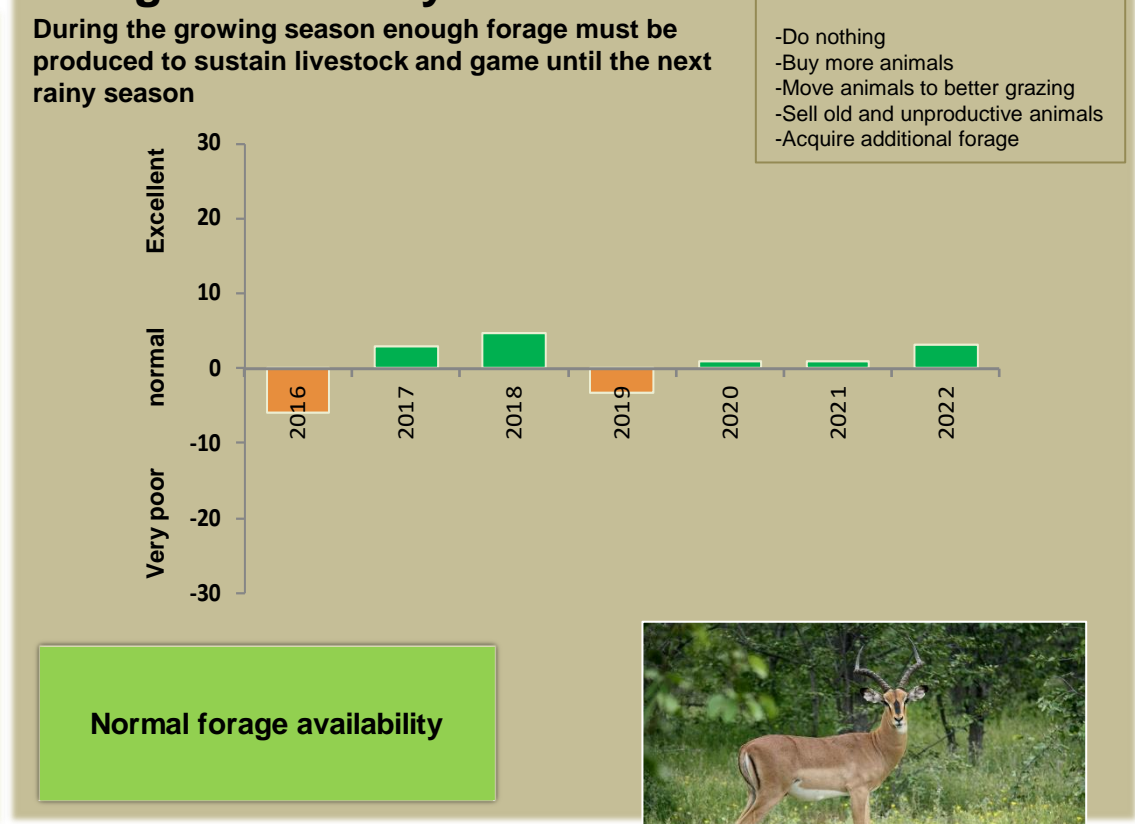 During the growing season enough forage must be
produced to sustain livestock and game until the next
rainy season
-Do nothing
-Buy more animals
-Move animals to better grazing
-Sell old and unproductive animals
-Acquire additional forage
Excellent
normal
Very poor
30
20
10
0
-10
-20
-30
2016
2017
2018
2019
2020
2021
2022
Normal forage availability